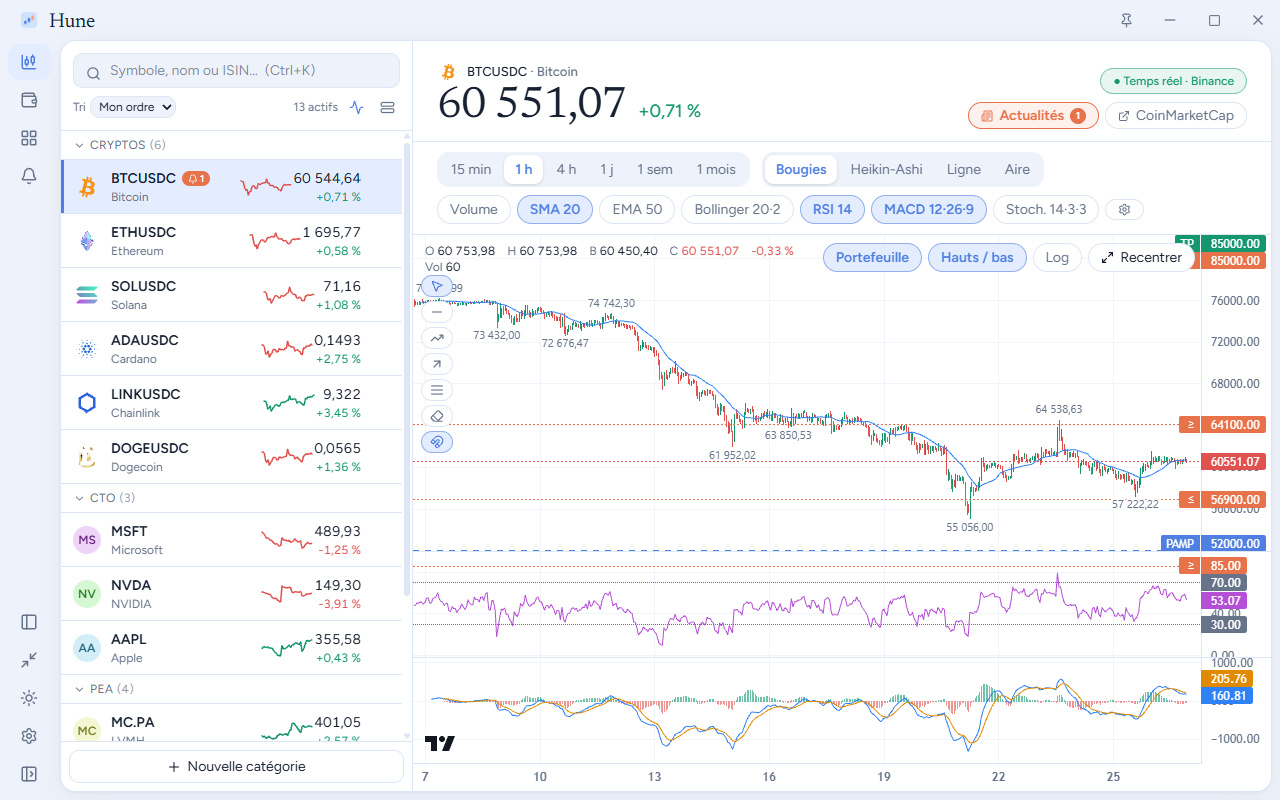 Hune
Symbole, nom ou ISIN… (Ctrl+K)
Tri Mon ordre 13 actifs
CRYPTOS (6)
BTCUSDC 1 60 544,64
Bitcoin +0,71 %
ETHUSDC 1 695,77
Ethereum +0,58 %
SOLUSDC 71,16
Solana +1,08 %
ADAUSDC 0,1493
Cardano +2,75 %
LINKUSDC 9,322
Chainlink +3,45 %
DOGEUSDC 0,0565
Dogecoin +1,36 %
CTO (3)
MS MSFT 489,93
Microsoft -1,25 %
NV NVDA 149,30
NVIDIA -3,91 %
AA AAPL 355,58
Apple +0,43 %
PEA (4)
MC MC.PA 401,05
LVMH +2,57 %
Nouvelle catégorie
BTCUSDC · Bitcoin
60 551,07 +0,71 %
Temps réel · Binance
Actualités 1 CoinMarketCap
15 min 1 h 4 h 1 j 1 sem 1 mois Bougies Heikin-Ashi Ligne Aire
Volume SMA 20 EMA 50 Bollinger 20·2 RSI 14 MACD 12·26·9 Stoch. 14·3·3
O 60 753,98 H 60 753,98 B 60 450,40 C 60 551,07 -0,33 %
Vol 60
Portefeuille Hauts / bas Log Recentrer
TP 85000.00
85000.00
76000.00
74 742,30
73 432,00
72 676,47
72000.00
68000.00
64 538,63
≥ 64100.00
63 850,53
61 952,02
60551.07
≤ 56900.00
57 222,22
56000.00
55 056,00
PAMP 52000.00
≥ 85.00
70.00
53.07
40.00
30.00
0.00
1000.00
205.76
160.81
−1000.00
7 10 13 16 19 22 25